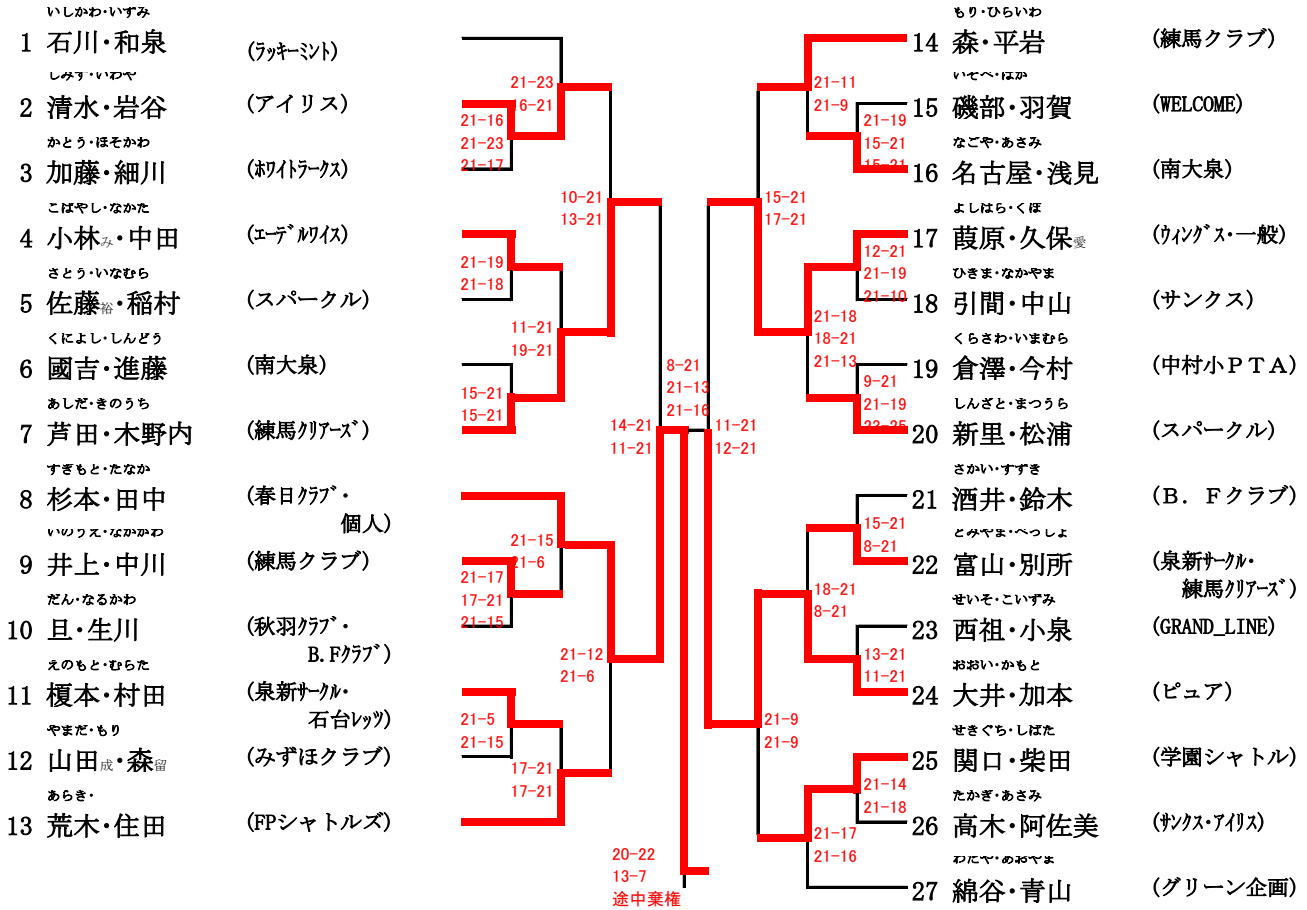 いしかわ・いずみ
1 石川・和泉 (ラッキーミント)
しみず・いわや
2 清水・岩谷 (アイリス)
かとう・ほそかわ
3 加藤・細川 (ホワイトラークス)
こばやし・なかた
4 小林み・中田 (エーデルワイス)
さとう・いなむら
5 佐藤裕・稲村 (スパークル)
くによし・しんどう
6 國吉・進藤 (南大泉)
あしだ・きのうち
7 芦田・木野内 (練馬クリアーズ)
すぎもと・たなか
8 杉本・田中 (春日クラブ・
個人)
いのうえ・なかがわ
9 井上・中川 (練馬クラブ)
だん・なるかわ
10 旦・生川 (秋羽クラブ・
B.Fクラブ)
えのもと・むらた
11 榎本・村田 (泉新サークル・
石台レッツ)
やまだ・もり
12 山田成・森留 (みずほクラブ)
あらき・
13 荒木・住田 (FPシャトルズ)
21-23
16-21
21-16
21-23
21-17
10-21
13-21
21-19
21-18
11-21
19-21
15-21
15-21
14-21
11-21
21-15
21-6
21-17
17-21
21-15
21-12
21-6
21-5
21-15
17-21
17-21
8-21
21-13
21-16
20-22
13-7
途中棄権
11-21
12-21
21-11
21-9
21-19
15-21
15-21
15-21
17-21
12-21
21-19
21-10
21-18
18-21
21-13
9-21
21-19
23-25
15-21
8-21
18-21
8-21
13-21
11-21
21-9
21-9
21-14
21-18
21-17
21-16
もり・ひらいわ
14 森・平岩 (練馬クラブ)
いそべ・はが
15 磯部・羽賀 (WELCOME)
なごや・あさみ
16 名古屋・浅見 (南大泉)
よしはら・くぼ
17 葭原・久保愛 (ウィングス・一般)
ひきま・なかやま
18 引間・中山 (サンクス)
くらさわ・いまむら
19 倉澤・今村 (中村小ＰＴＡ)
しんざと・まつうら
20 新里・松浦 (スパークル)
さかい・すずき
21 酒井・鈴木 (Ｂ．Ｆクラブ)
とみやま・べっしょ
22 富山・別所 (泉新サークル・
練馬クリアーズ)
せいそ・こいずみ
23 西祖・小泉 (GRAND_LINE)
おおい・かもと
24 大井・加本 (ピュア)
せきぐち・しばた
25 関口・柴田 (学園シャトル)
たかぎ・あさみ
26 高木・阿佐美 (サンクス・アイリス)
わたや・あおやま
27 綿谷・青山 (グリーン企画)